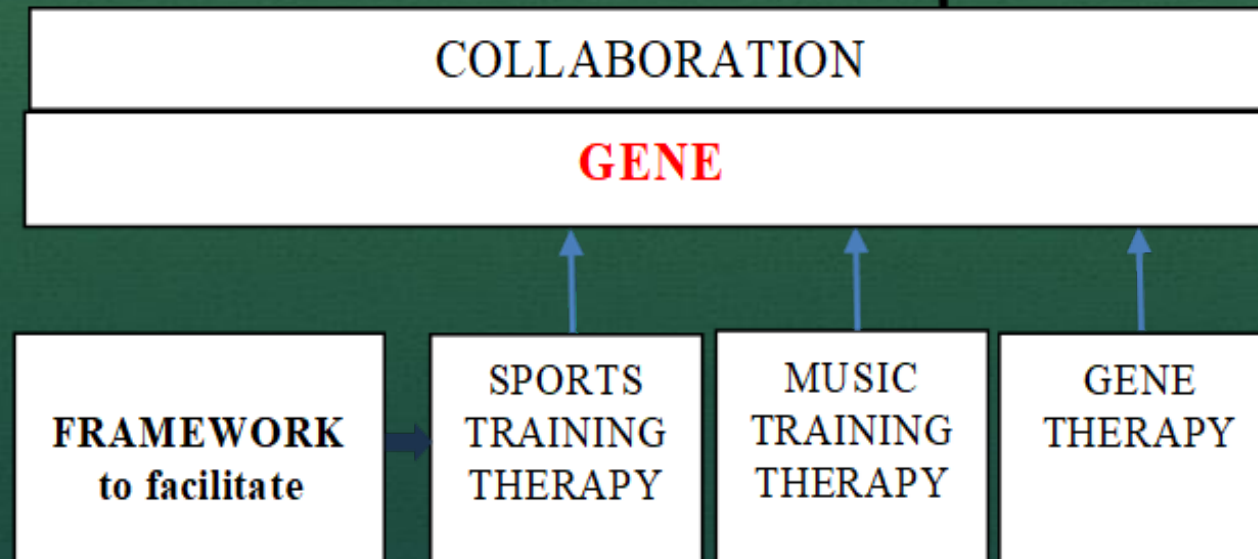 COLLABORATION
GENE
FRAMEWORK
to facilitate
SPORTS
TRAINING
THERAPY
MUSIC
TRAINING
THERAPY
GENE
THERAPY